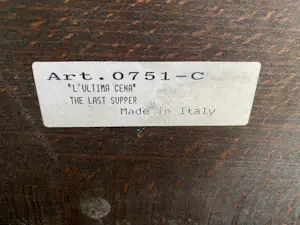 Art.0751-C
"L'ULTIMA CENA"
THE LAST SUPPER
Made in Italy